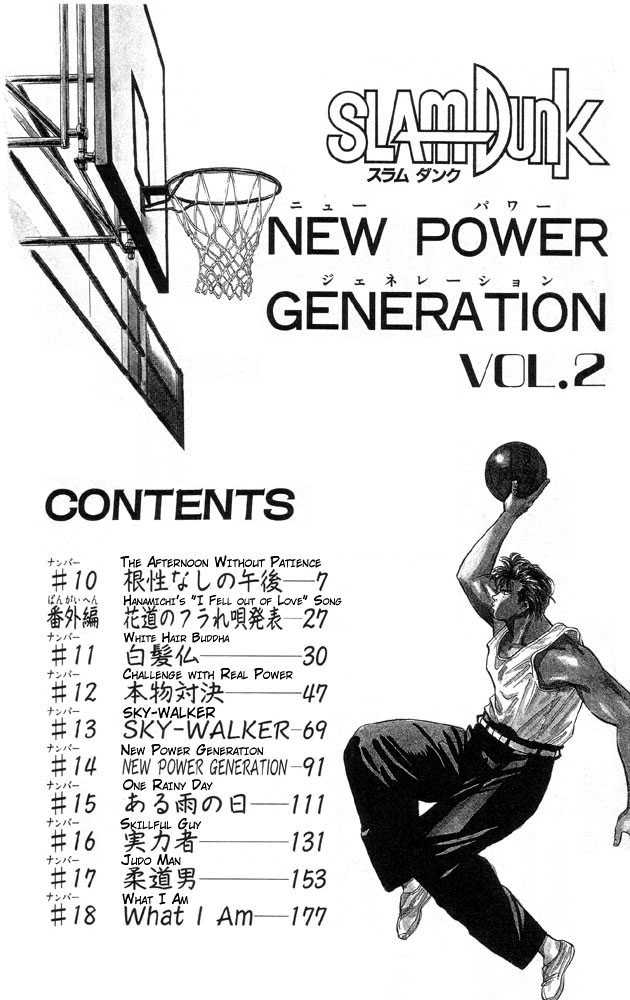 SLAM DUNK
スラム ダンク
ニュー パワー
NEW POWER
ジェネレーション
GENERATION
VOL.2
CONTENTS
ナンバー The Afternoon Without Patience
#10 根性なしの午後—7
ばんがいへん Hanamichi's "I Fell out of Love" Song
番外編 花道のフラれ唄発表—27
ナンバー White Hair Buddha
#11 白髪仏—30
ナンバー Challenge with Real Power
#12 本物対決—47
ナンバー SKY-WALKER
#13 SKY-WALKER—69
ナンバー New Power Generation
#14 NEW POWER GENERATION—91
ナンバー One Rainy Day
#15 ある雨の日—111
ナンバー Skillful Guy
#16 実力者—131
ナンバー Judo Man
#17 柔道男—153
ナンバー What I Am
#18 What I Am—177